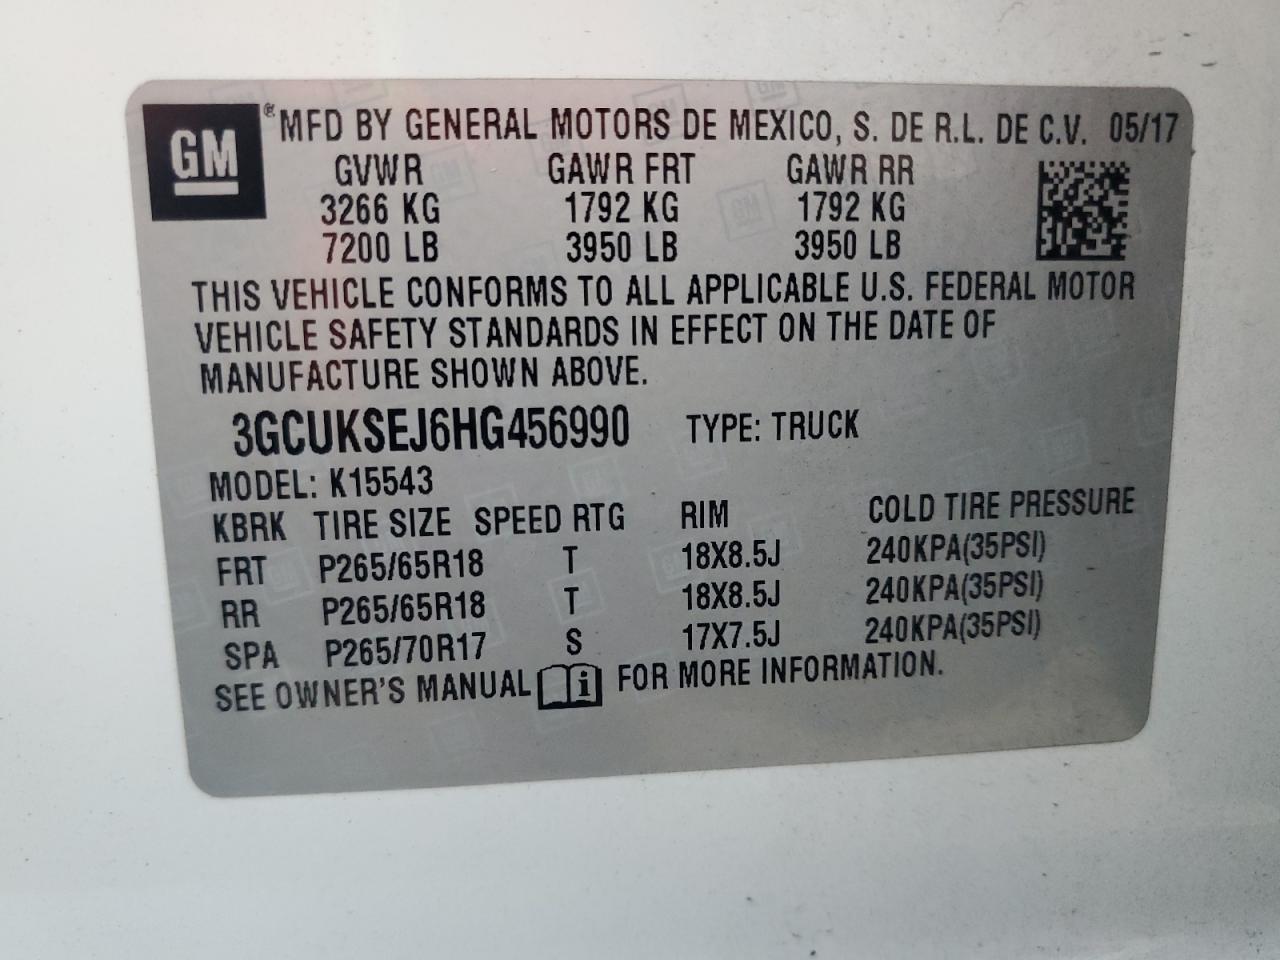 GM ® MFD BY GENERAL MOTORS DE MEXICO, S. DE R.L. DE C.V. 05/17
GVWR GAWR FRT GAWR RR
3266 KG 1792 KG 1792 KG
7200 LB 3950 LB 3950 LB
THIS VEHICLE CONFORMS TO ALL APPLICABLE U.S. FEDERAL MOTOR
VEHICLE SAFETY STANDARDS IN EFFECT ON THE DATE OF
MANUFACTURE SHOWN ABOVE.
3GCUKSEJ6HG456990 TYPE: TRUCK
MODEL: K15543
KBRK TIRE SIZE SPEED RTG RIM COLD TIRE PRESSURE
FRT P265/65R18 T 18X8.5J 240KPA(35PSI)
RR P265/65R18 T 18X8.5J 240KPA(35PSI)
SPA P265/70R17 S 17X7.5J 240KPA(35PSI)
SEE OWNER'S MANUAL i FOR MORE INFORMATION.